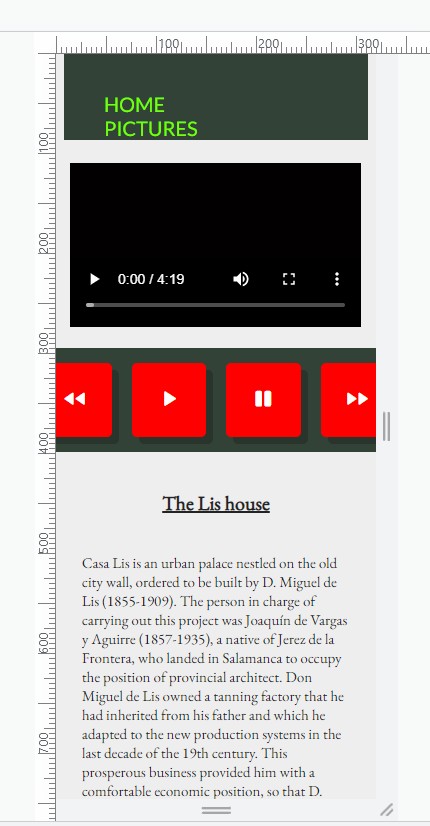 100
200
300
100
HOME
PICTURES
200
0:00 / 4:19
300
400
The Lis house
500
Casa Lis is an urban palace nestled on the old
city wall, ordered to be built by D. Miguel de
Lis (1855-1909). The person in charge of
carrying out this project was Joaquín de Vargas
y Aguirre (1857-1935), a native of Jerez de la
600
Frontera, who landed in Salamanca to occupy
the position of provincial architect. Don
Miguel de Lis owned a tanning factory that he
had inherited from his father and which he
adapted to the new production systems in the
700
last decade of the 19th century. This
prosperous business provided him with a
comfortable economic position, so that D.